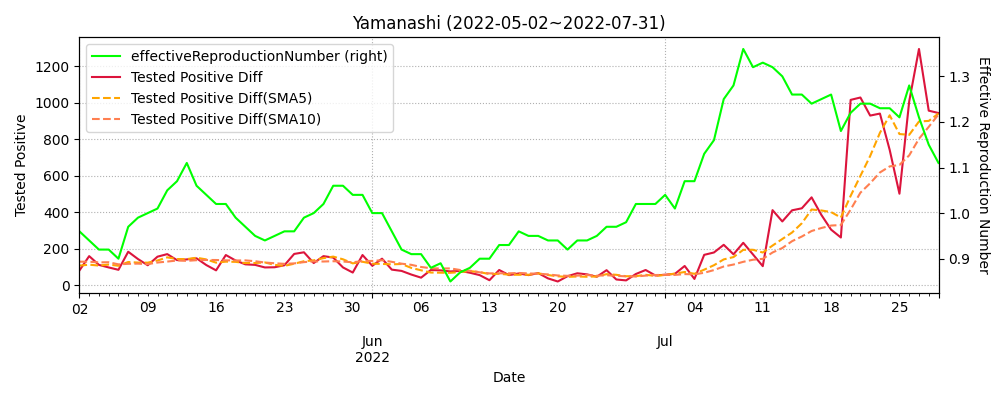 Yamanashi (2022-05-02~2022-07-31)
effectiveReproductionNumber (right)
Tested Positive Diff
Tested Positive Diff(SMA5)
Tested Positive Diff(SMA10)
Tested Positive
1200
1000
800
600
400
200
0
Effective Reproduction Number
1.3
1.2
1.1
1.0
0.9
02 09 16 23 30 06 13 20 27 04 11 18 25
Jun Jul
2022
Date